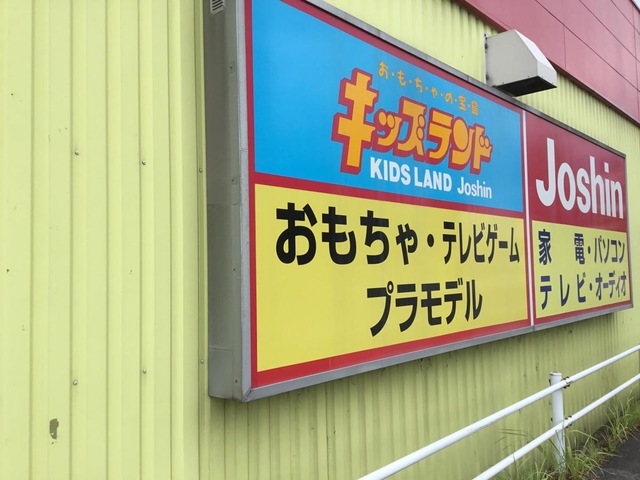 お・も・ちゃ・の・宝・島
キッズランド
KIDS LAND Joshin
おもちゃ・テレビゲーム
プラモデル
Joshin
家電・パソコン
テレビ・オーディオ